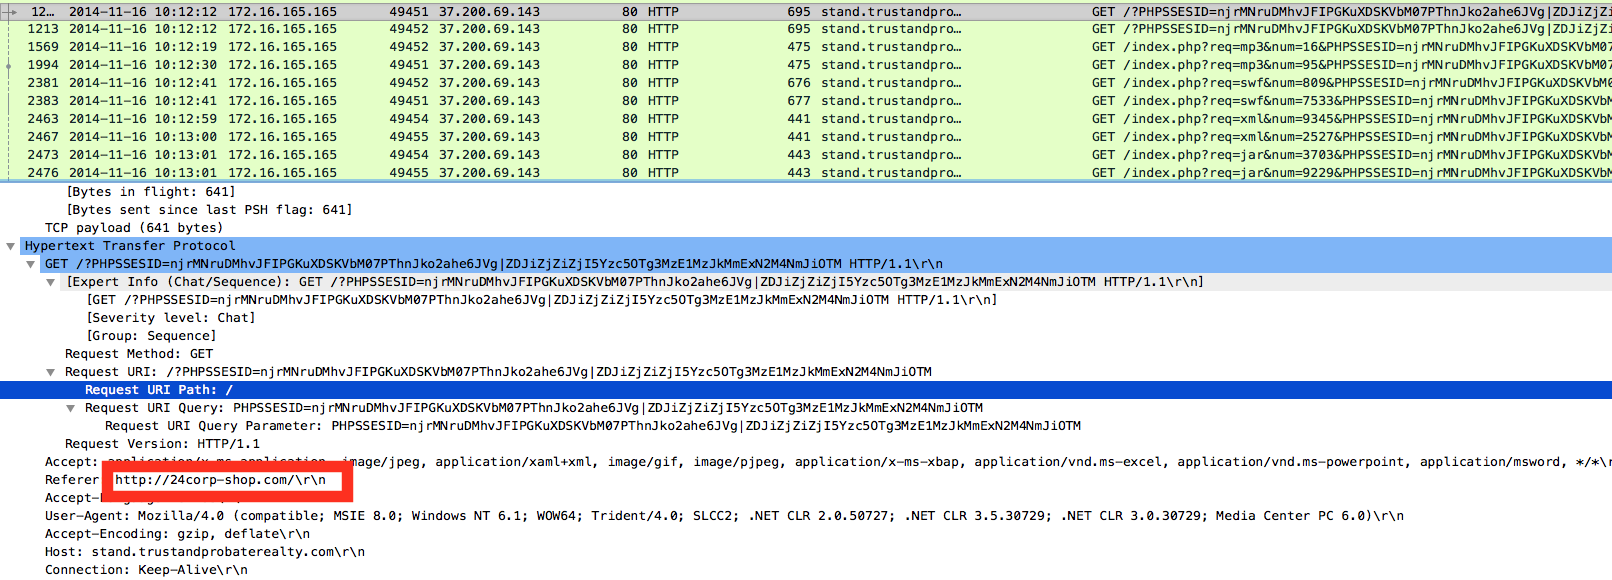 12… 2014-11-16 10:12:12 172.16.165.165 49451 37.200.69.143 80 HTTP 695 stand.trustandpro… GET /?PHPSSESID=njrMNruDMhvJFIPGKuXDSKVbM07PThnJko2ahe6JVg|ZDJiZjZi
1213 2014-11-16 10:12:12 172.16.165.165 49452 37.200.69.143 80 HTTP 695 stand.trustandpro… GET /?PHPSSESID=njrMNruDMhvJFIPGKuXDSKVbM07PThnJko2ahe6JVg|ZDJiZjZi
1569 2014-11-16 10:12:19 172.16.165.165 49452 37.200.69.143 80 HTTP 475 stand.trustandpro… GET /index.php?req=mp3&num=16&PHPSSESID=njrMNruDMhvJFIPGKuXDSKVbM07
1994 2014-11-16 10:12:30 172.16.165.165 49451 37.200.69.143 80 HTTP 475 stand.trustandpro… GET /index.php?req=mp3&num=95&PHPSSESID=njrMNruDMhvJFIPGKuXDSKVbM07
2381 2014-11-16 10:12:41 172.16.165.165 49452 37.200.69.143 80 HTTP 676 stand.trustandpro… GET /index.php?req=swf&num=809&PHPSSESID=njrMNruDMhvJFIPGKuXDSKVbM0
2383 2014-11-16 10:12:41 172.16.165.165 49451 37.200.69.143 80 HTTP 677 stand.trustandpro… GET /index.php?req=swf&num=7533&PHPSSESID=njrMNruDMhvJFIPGKuXDSKVbM
2463 2014-11-16 10:12:59 172.16.165.165 49454 37.200.69.143 80 HTTP 441 stand.trustandpro… GET /index.php?req=xml&num=9345&PHPSSESID=njrMNruDMhvJFIPGKuXDSKVbM
2467 2014-11-16 10:13:00 172.16.165.165 49455 37.200.69.143 80 HTTP 441 stand.trustandpro… GET /index.php?req=xml&num=2527&PHPSSESID=njrMNruDMhvJFIPGKuXDSKVbM
2473 2014-11-16 10:13:01 172.16.165.165 49454 37.200.69.143 80 HTTP 443 stand.trustandpro… GET /index.php?req=jar&num=3703&PHPSSESID=njrMNruDMhvJFIPGKuXDSKVbM
2476 2014-11-16 10:13:01 172.16.165.165 49455 37.200.69.143 80 HTTP 443 stand.trustandpro… GET /index.php?req=jar&num=9229&PHPSSESID=njrMNruDMhvJFIPGKuXDSKVbM
[Bytes in flight: 641]
[Bytes sent since last PSH flag: 641]
TCP payload (641 bytes)
Hypertext Transfer Protocol
GET /?PHPSSESID=njrMNruDMhvJFIPGKuXDSKVbM07PThnJko2ahe6JVg|ZDJiZjZiZjI5Yzc5OTg3MzE1MzJkMmExN2M4NmJiOTM HTTP/1.1\r\n
[Expert Info (Chat/Sequence): GET /?PHPSSESID=njrMNruDMhvJFIPGKuXDSKVbM07PThnJko2ahe6JVg|ZDJiZjZiZjI5Yzc5OTg3MzE1MzJkMmExN2M4NmJiOTM HTTP/1.1\r\n]
[GET /?PHPSSESID=njrMNruDMhvJFIPGKuXDSKVbM07PThnJko2ahe6JVg|ZDJiZjZiZjI5Yzc5OTg3MzE1MzJkMmExN2M4NmJiOTM HTTP/1.1\r\n]
[Severity level: Chat]
[Group: Sequence]
Request Method: GET
Request URI: /?PHPSSESID=njrMNruDMhvJFIPGKuXDSKVbM07PThnJko2ahe6JVg|ZDJiZjZiZjI5Yzc5OTg3MzE1MzJkMmExN2M4NmJiOTM
Request URI Path: /
Request URI Query: PHPSSESID=njrMNruDMhvJFIPGKuXDSKVbM07PThnJko2ahe6JVg|ZDJiZjZiZjI5Yzc5OTg3MzE1MzJkMmExN2M4NmJiOTM
Request URI Query Parameter: PHPSSESID=njrMNruDMhvJFIPGKuXDSKVbM07PThnJko2ahe6JVg|ZDJiZjZiZjI5Yzc5OTg3MzE1MzJkMmExN2M4NmJiOTM
Request Version: HTTP/1.1
Accept: application/x-ms-application, image/jpeg, application/xaml+xml, image/gif, image/pjpeg, application/x-ms-xbap, application/vnd.ms-excel, application/vnd.ms-powerpoint, application/msword, */*\r
Referer http://24corp-shop.com/\r\n
Accept-
User-Agent: Mozilla/4.0 (compatible; MSIE 8.0; Windows NT 6.1; WOW64; Trident/4.0; SLCC2; .NET CLR 2.0.50727; .NET CLR 3.5.30729; .NET CLR 3.0.30729; Media Center PC 6.0)\r\n
Accept-Encoding: gzip, deflate\r\n
Host: stand.trustandprobaterealty.com\r\n
Connection: Keep-Alive\r\n